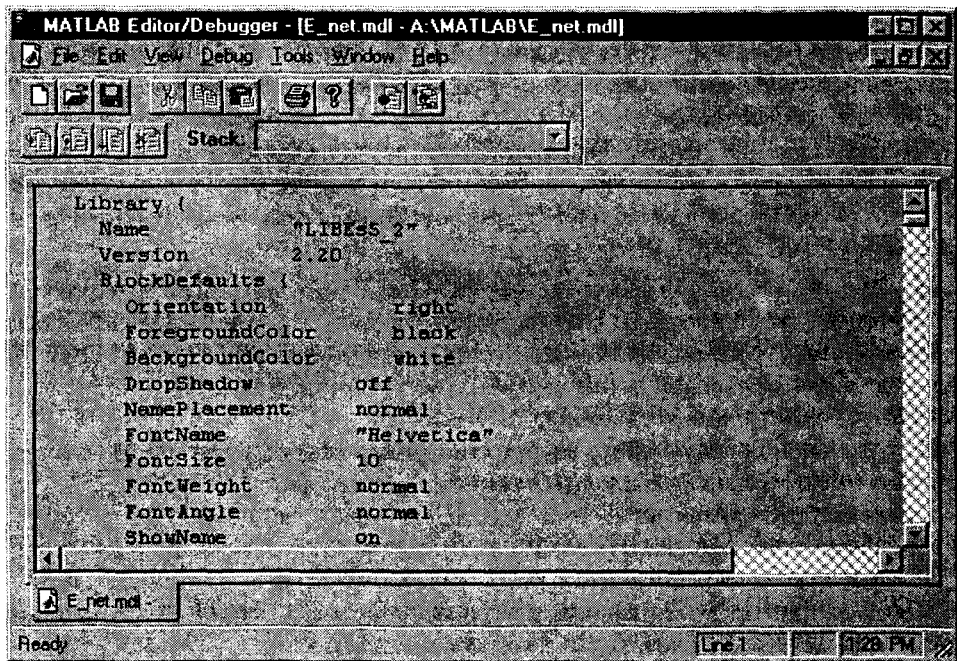 MATLAB Editor/Debugger - [E_net.mdl - A:\MATLAB\E_net.mdl]
File Edit View Debug Tools Window Help
Stack:
Library {
Name "LIBESS_2"
Version 2.20
BlockDefaults {
Orientation right
ForegroundColor black
BackgroundColor white
DropShadow off
NamePlacement normal
FontName "Helvetica"
FontSize 10
FontWeight normal
FontAngle normal
ShowName on
E_net.mdl -
Ready Line 1 1:28 PM